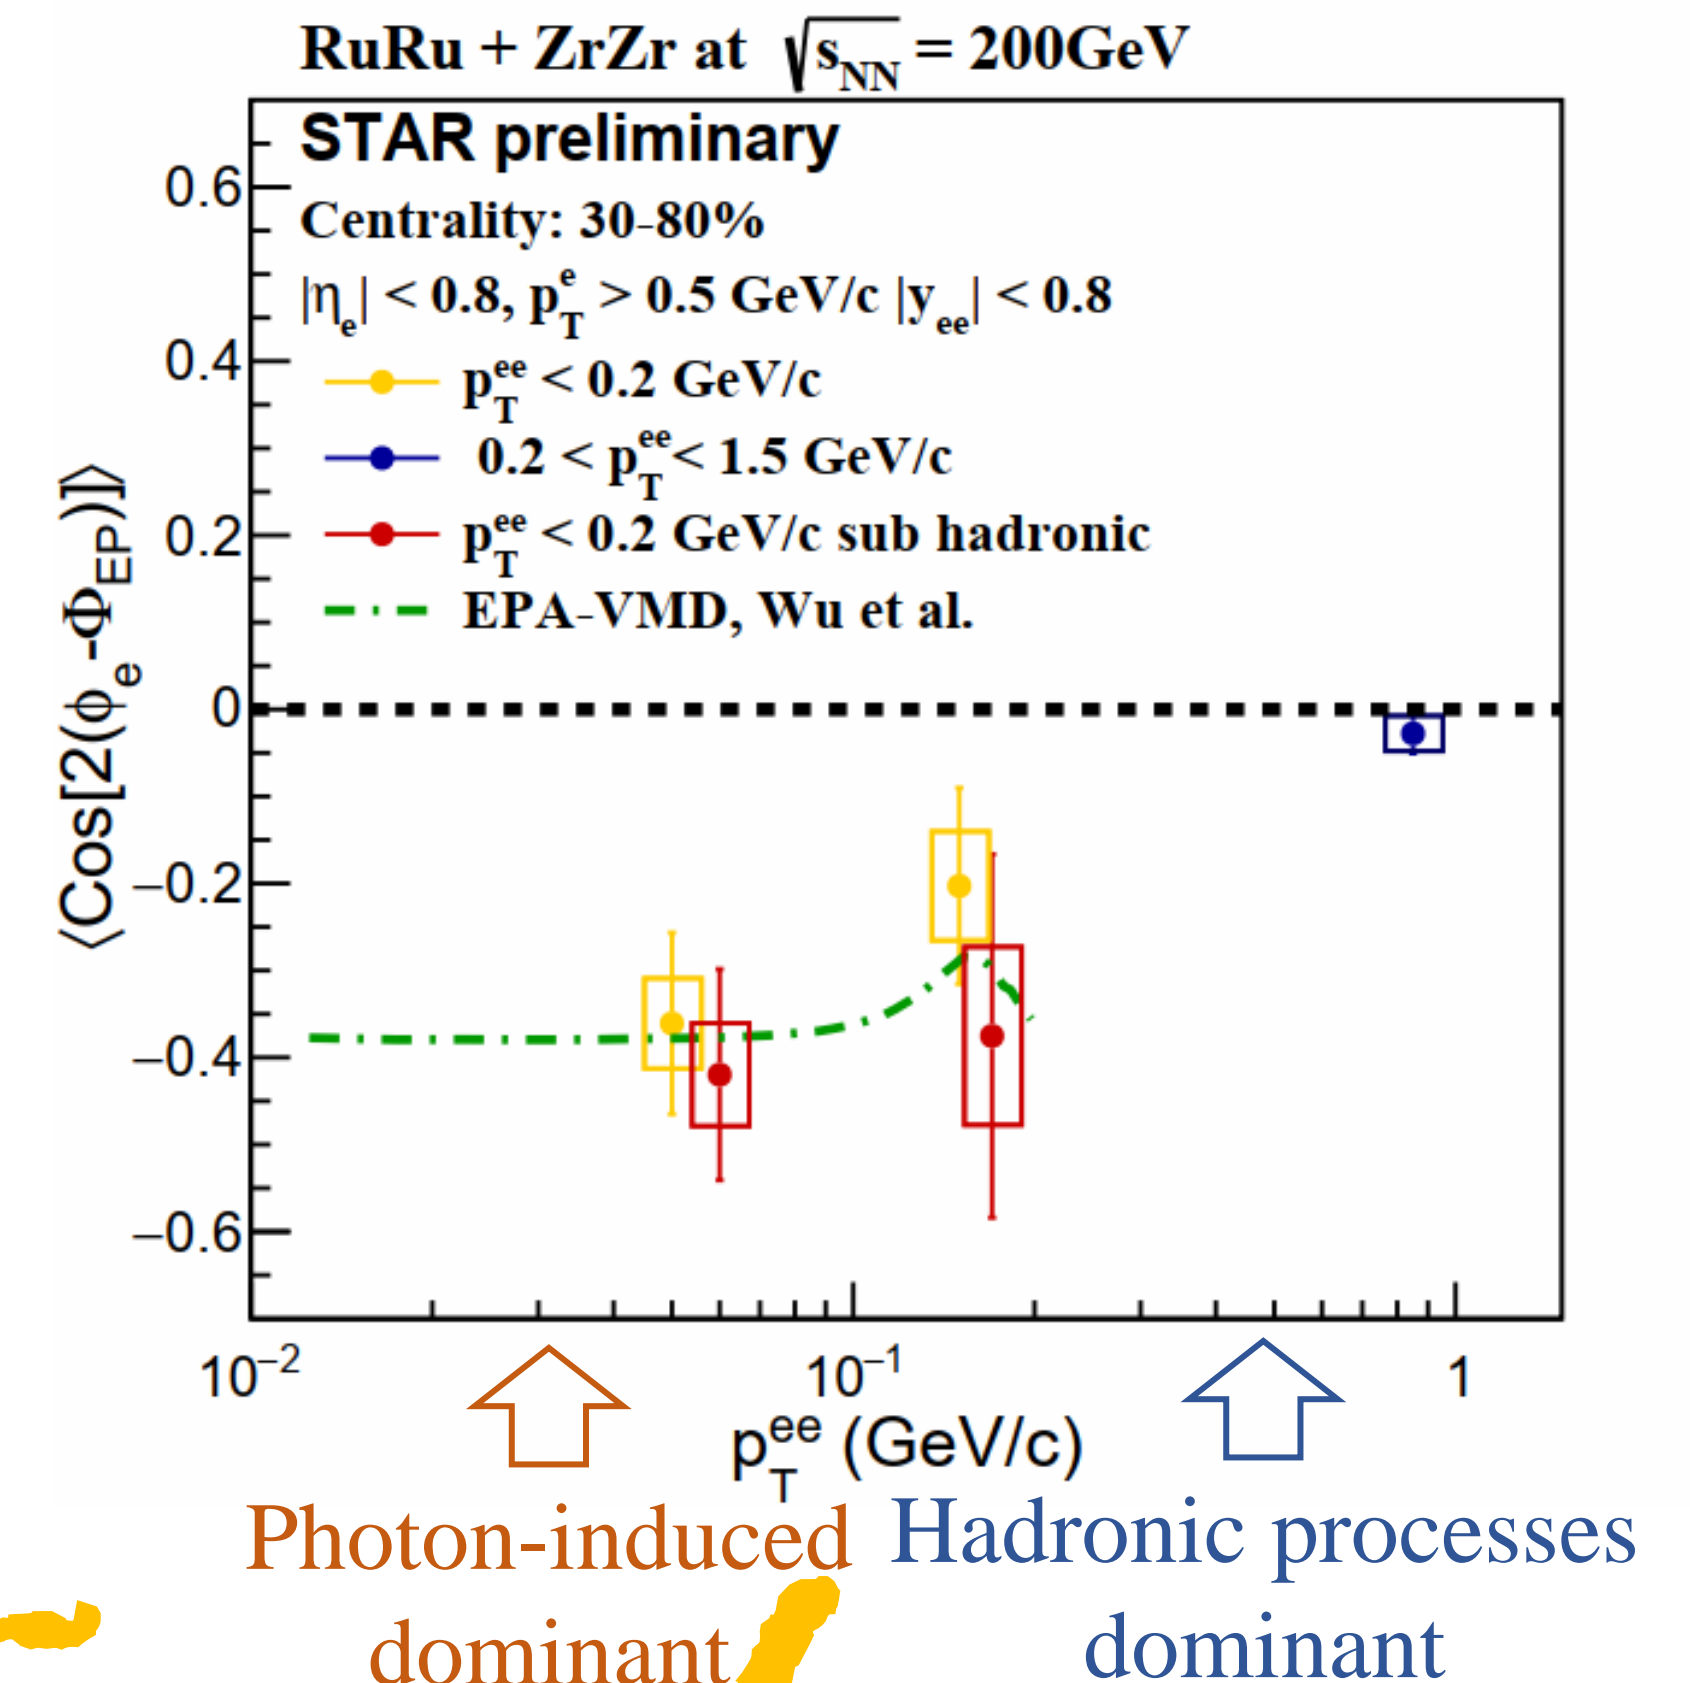 RuRu + ZrZr at √s_NN = 200GeV
STAR preliminary
Centrality: 30-80%
|η_e| < 0.8, p_T^e > 0.5 GeV/c |y_ee| < 0.8
p_T^ee < 0.2 GeV/c
0.2 < p_T^ee < 1.5 GeV/c
p_T^ee < 0.2 GeV/c sub hadronic
EPA-VMD, Wu et al.
⟨Cos[2(ϕ_e -Φ_EP)]⟩
0.6
0.4
0.2
0
−0.2
−0.4
−0.6
10^−2 10^−1 1
p_T^ee (GeV/c)
Photon-induced
dominant
Hadronic processes
dominant